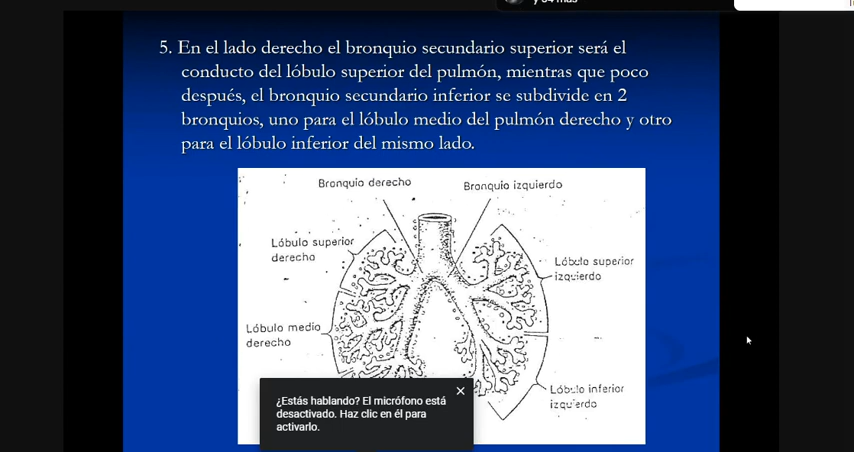 5. En el lado derecho el bronquio secundario superior será el
conducto del lóbulo superior del pulmón, mientras que poco
después, el bronquio secundario inferior se subdivide en 2
bronquios, uno para el lóbulo medio del pulmón derecho y otro
para el lóbulo inferior del mismo lado.
Bronquio derecho
Bronquio izquierdo
Lóbulo superior
derecho
Lóbulo superior
izquierdo
Lóbulo medio
derecho
Lóbulo inferior
izquierdo
¿Estás hablando? El micrófono está
desactivado. Haz clic en él para
activarlo.